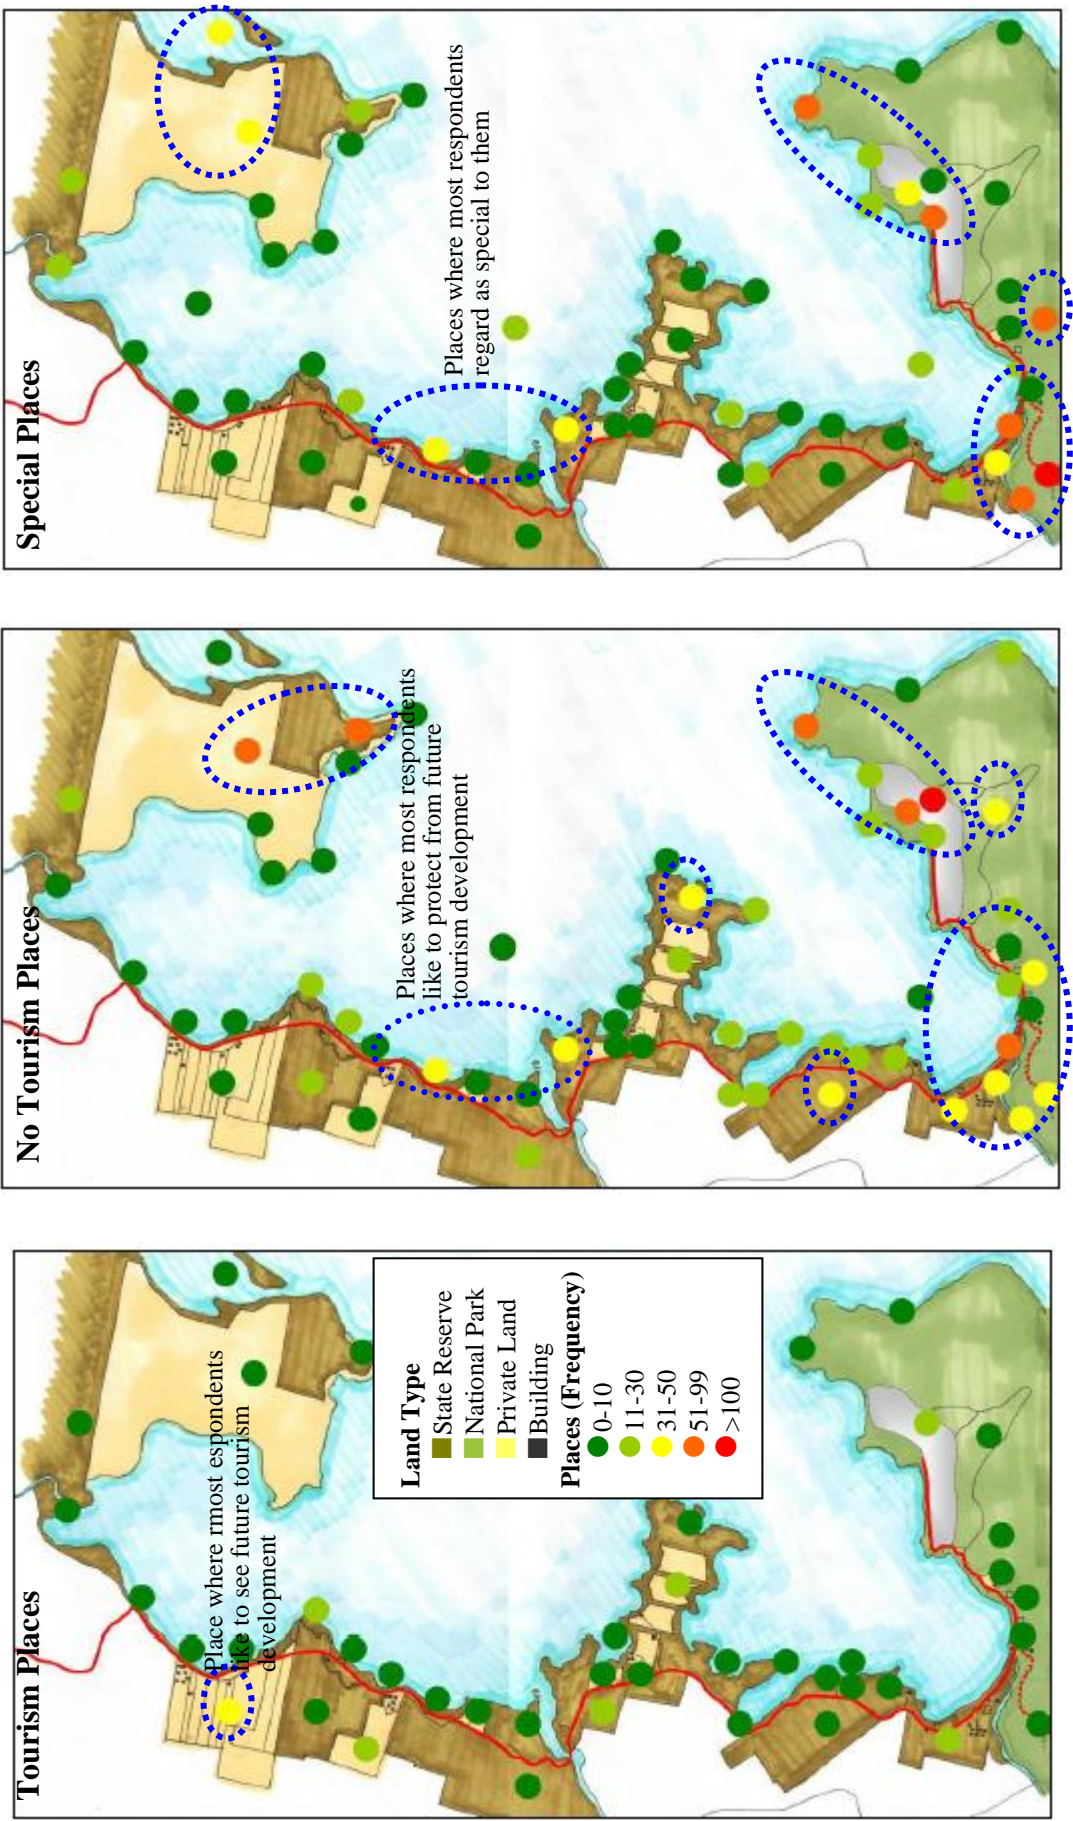 Tourism Places
Place where rmost espondents
like to see future tourism
development
Land Type
State Reserve
National Park
Private Land
Building
Places (Frequency)
0-10
11-30
31-50
51-99
>100
No Tourism Places
Places where most respondents
like to protect from future
tourism development
Special Places
Places where most respondents
regard as special to them